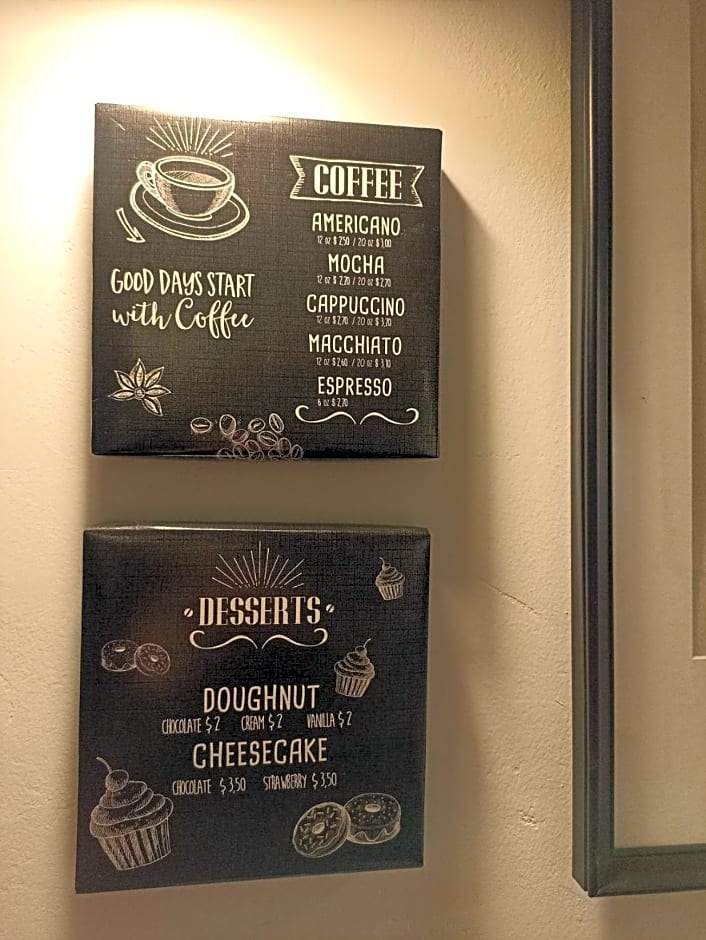 COFFEE
GOOD DAYS START
with Coffee
AMERICANO
12 oz $ 2,50 / 20 oz $ 3,00
MOCHA
12 oz $ 2,20 / 20 oz $ 2,70
CAPPUCCINO
12 oz $ 2,70 / 20 oz $ 3,20
MACCHIATO
12 oz $ 2,60 / 20 oz $ 3,10
ESPRESSO
6 oz $ 2,20
DESSERTS
DOUGHNUT
CHOCOLATE $ 2 CREAM $ 2 VANILLA $ 2
CHEESECAKE
CHOCOLATE $ 3,50 STRAWBERRY $ 3,50